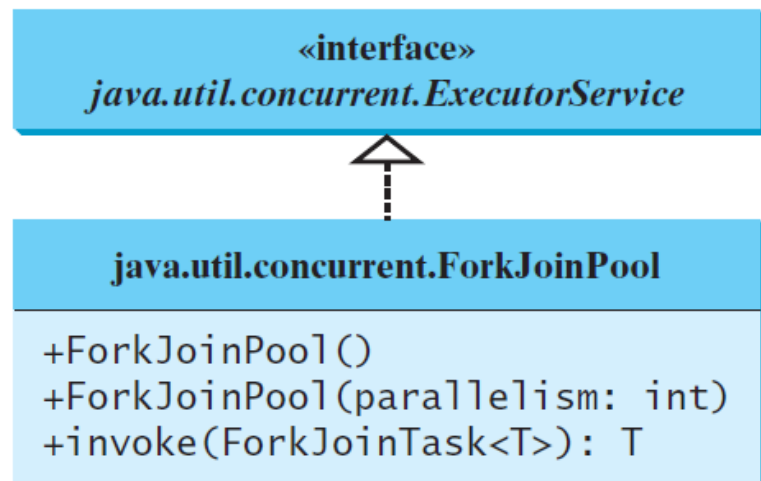 «interface»
java.util.concurrent.ExecutorService
java.util.concurrent.ForkJoinPool
+ForkJoinPool()
+ForkJoinPool(parallelism: int)
+invoke(ForkJoinTask<T>): T